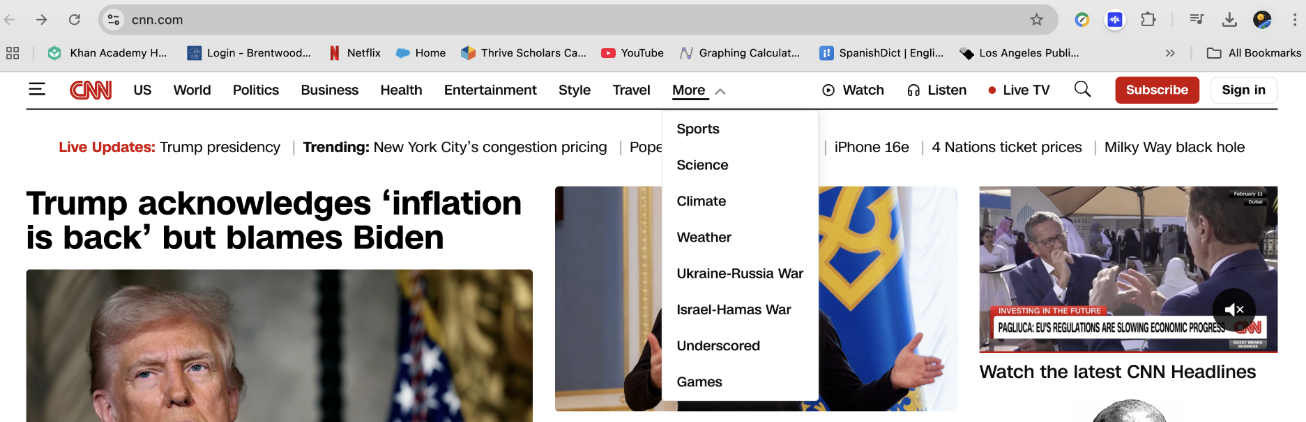 cnn.com
Khan Academy H... Login - Brentwood... Netflix Home Thrive Scholars Ca... YouTube Graphing Calculat... SpanishDict | Engli... Los Angeles Publi... » All Bookmarks
CNN US World Politics Business Health Entertainment Style Travel More Watch Listen Live TV Subscribe Sign in
Sports
Science
Climate
Weather
Ukraine-Russia War
Israel-Hamas War
Underscored
Games
Live Updates: Trump presidency | Trending: New York City’s congestion pricing | Pope | iPhone 16e | 4 Nations ticket prices | Milky Way black hole
Trump acknowledges ‘inflation
is back’ but blames Biden
February 11
Dubai
INVESTING IN THE FUTURE
PAGLIUCA: EU'S REGULATIONS ARE SLOWING ECONOMIC PROGRESS CNN
QUEST MEANS
BUSINESS
Watch the latest CNN Headlines